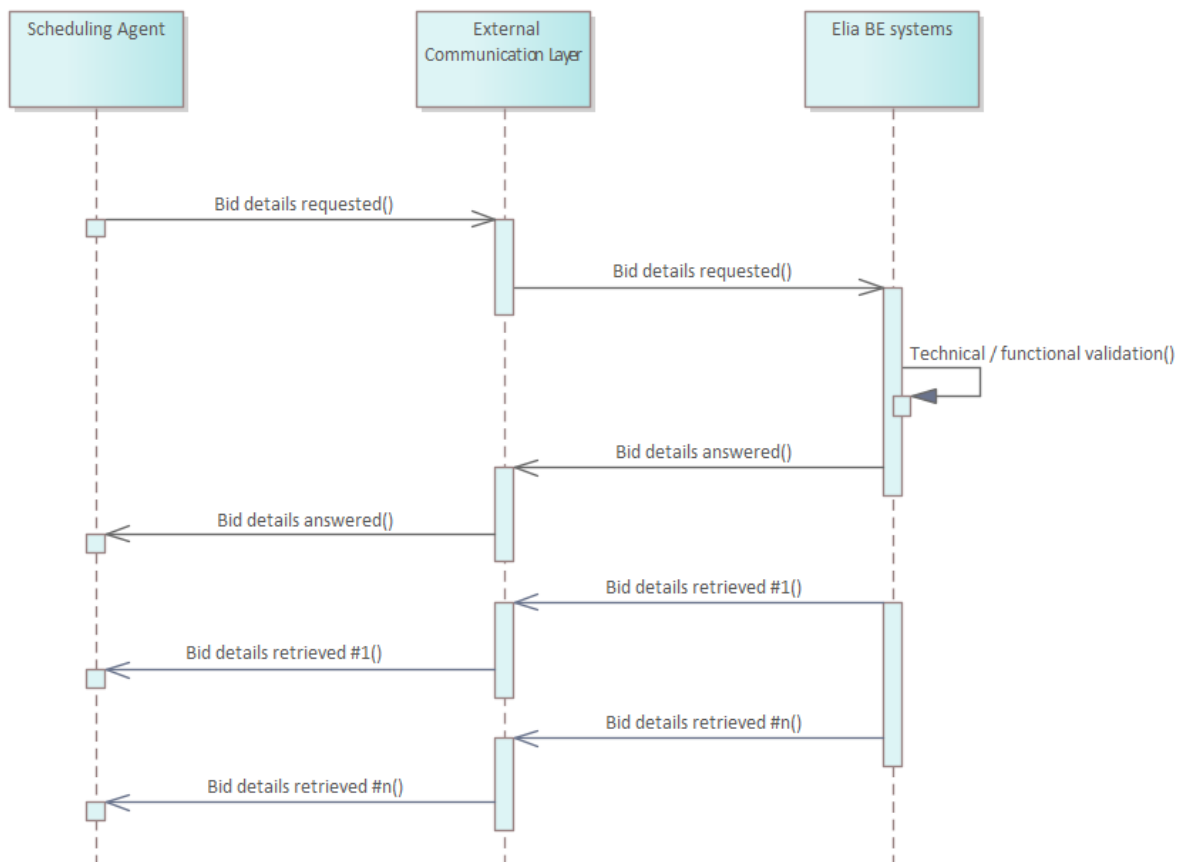 Scheduling Agent
External
Communication Layer
Elia BE systems
Bid details requested()
Bid details requested()
Technical / functional validation()
Bid details answered()
Bid details answered()
Bid details retrieved #1()
Bid details retrieved #1()
Bid details retrieved #n()
Bid details retrieved #n()